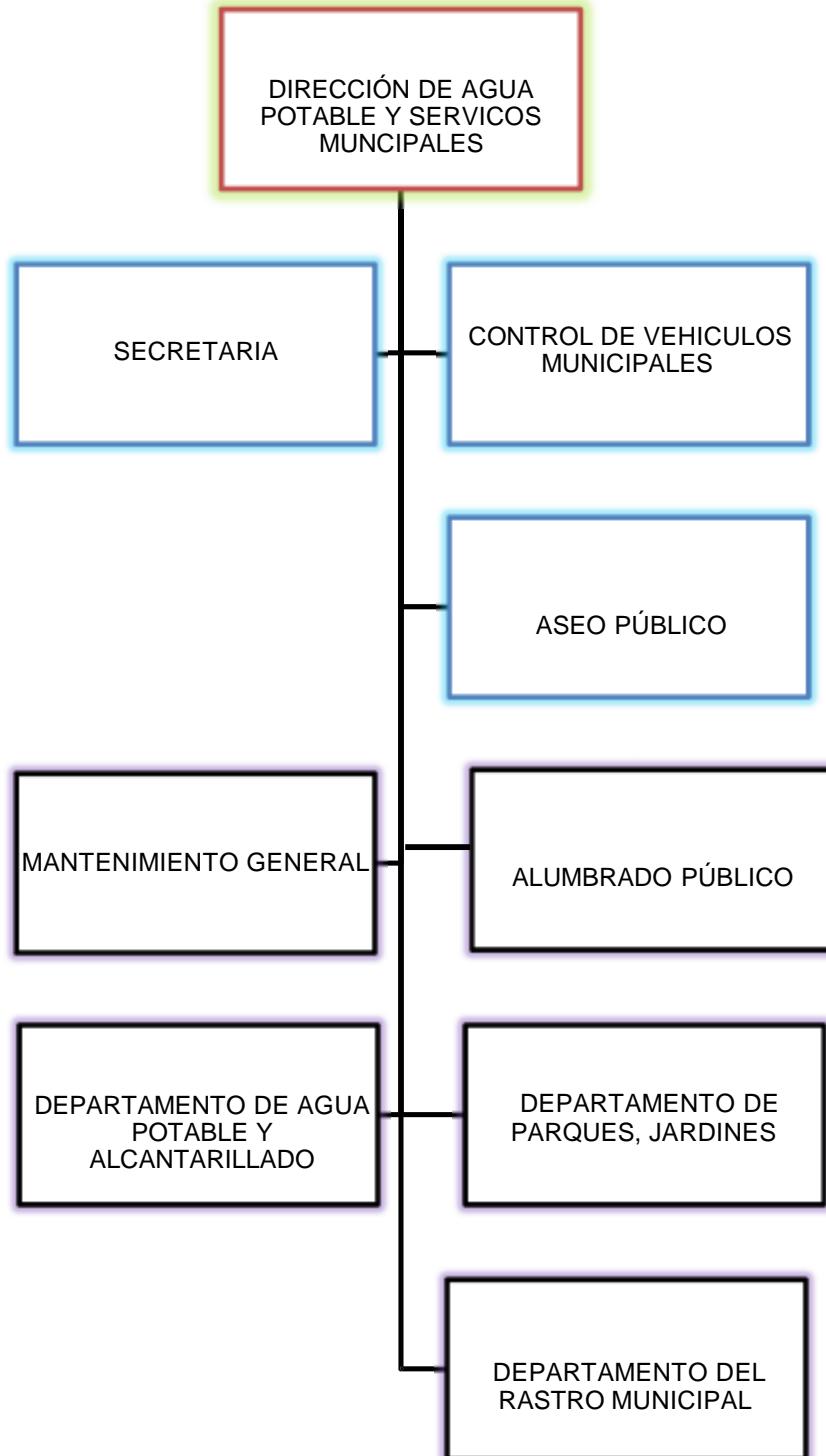 DIRECCIÓN DE AGUA
POTABLE Y SERVICOS
MUNCIPALES
SECRETARIA
CONTROL DE VEHICULOS
MUNICIPALES
ASEO PÚBLICO
MANTENIMIENTO GENERAL
ALUMBRADO PÚBLICO
DEPARTAMENTO DE AGUA
POTABLE Y
ALCANTARILLADO
DEPARTAMENTO DE
PARQUES, JARDINES
DEPARTAMENTO DEL
RASTRO MUNICIPAL